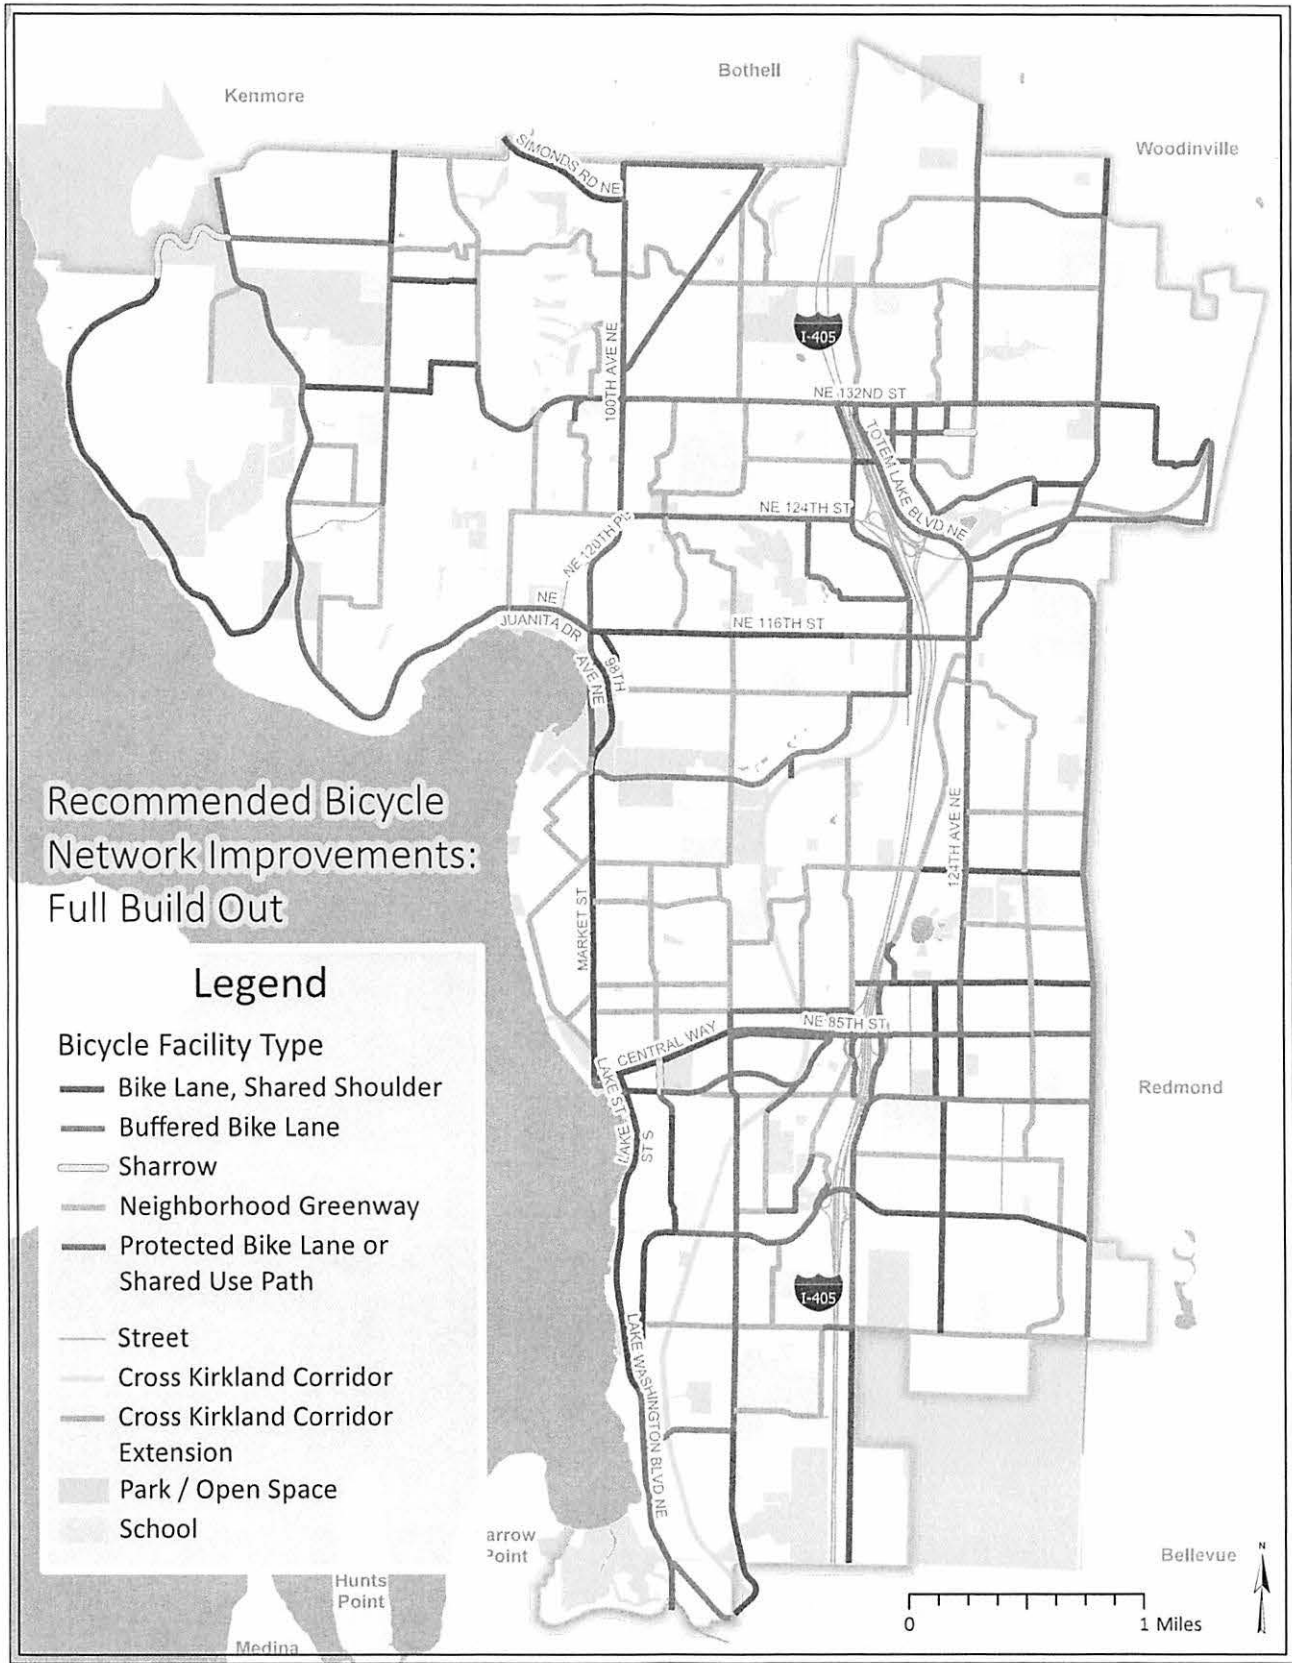 Kenmore
Bothell
Woodinville
SIMONDS RD NE
100TH AVE NE
I-405
NE 132ND ST
TOTEM LAKE BLVD NE
NE 124TH ST
NE 120TH PL
NE
JUANITA DR
NE 116TH ST
98TH
AVE NE
Recommended Bicycle
Network Improvements:
Full Build Out
124TH AVE NE
MARKET ST
Legend
Bicycle Facility Type
Bike Lane, Shared Shoulder
Buffered Bike Lane
Sharrow
Neighborhood Greenway
Protected Bike Lane or
Shared Use Path
Street
Cross Kirkland Corridor
Cross Kirkland Corridor
Extension
Park / Open Space
School
NE 85TH ST
CENTRAL WAY
LAKE ST
LAKE
ST S
Redmond
I-405
LAKE WASHINGTON BLVD NE
arrow
Point
Hunts
Point
Medina
Bellevue
N
0
1 Miles